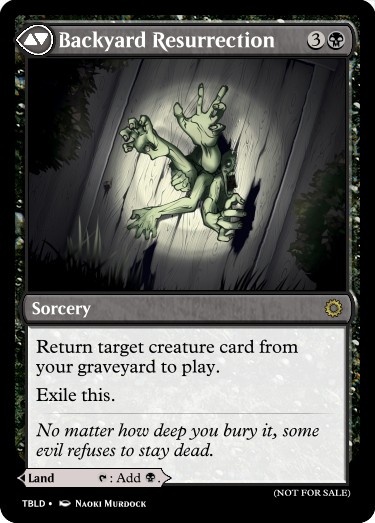 Backyard Resurrection 3
Sorcery
Return target creature card from
your graveyard to play.
Exile this.
No matter how deep you bury it, some
evil refuses to stay dead.
Land : Add .
(NOT FOR SALE)
TBLD • Naoki Murdock